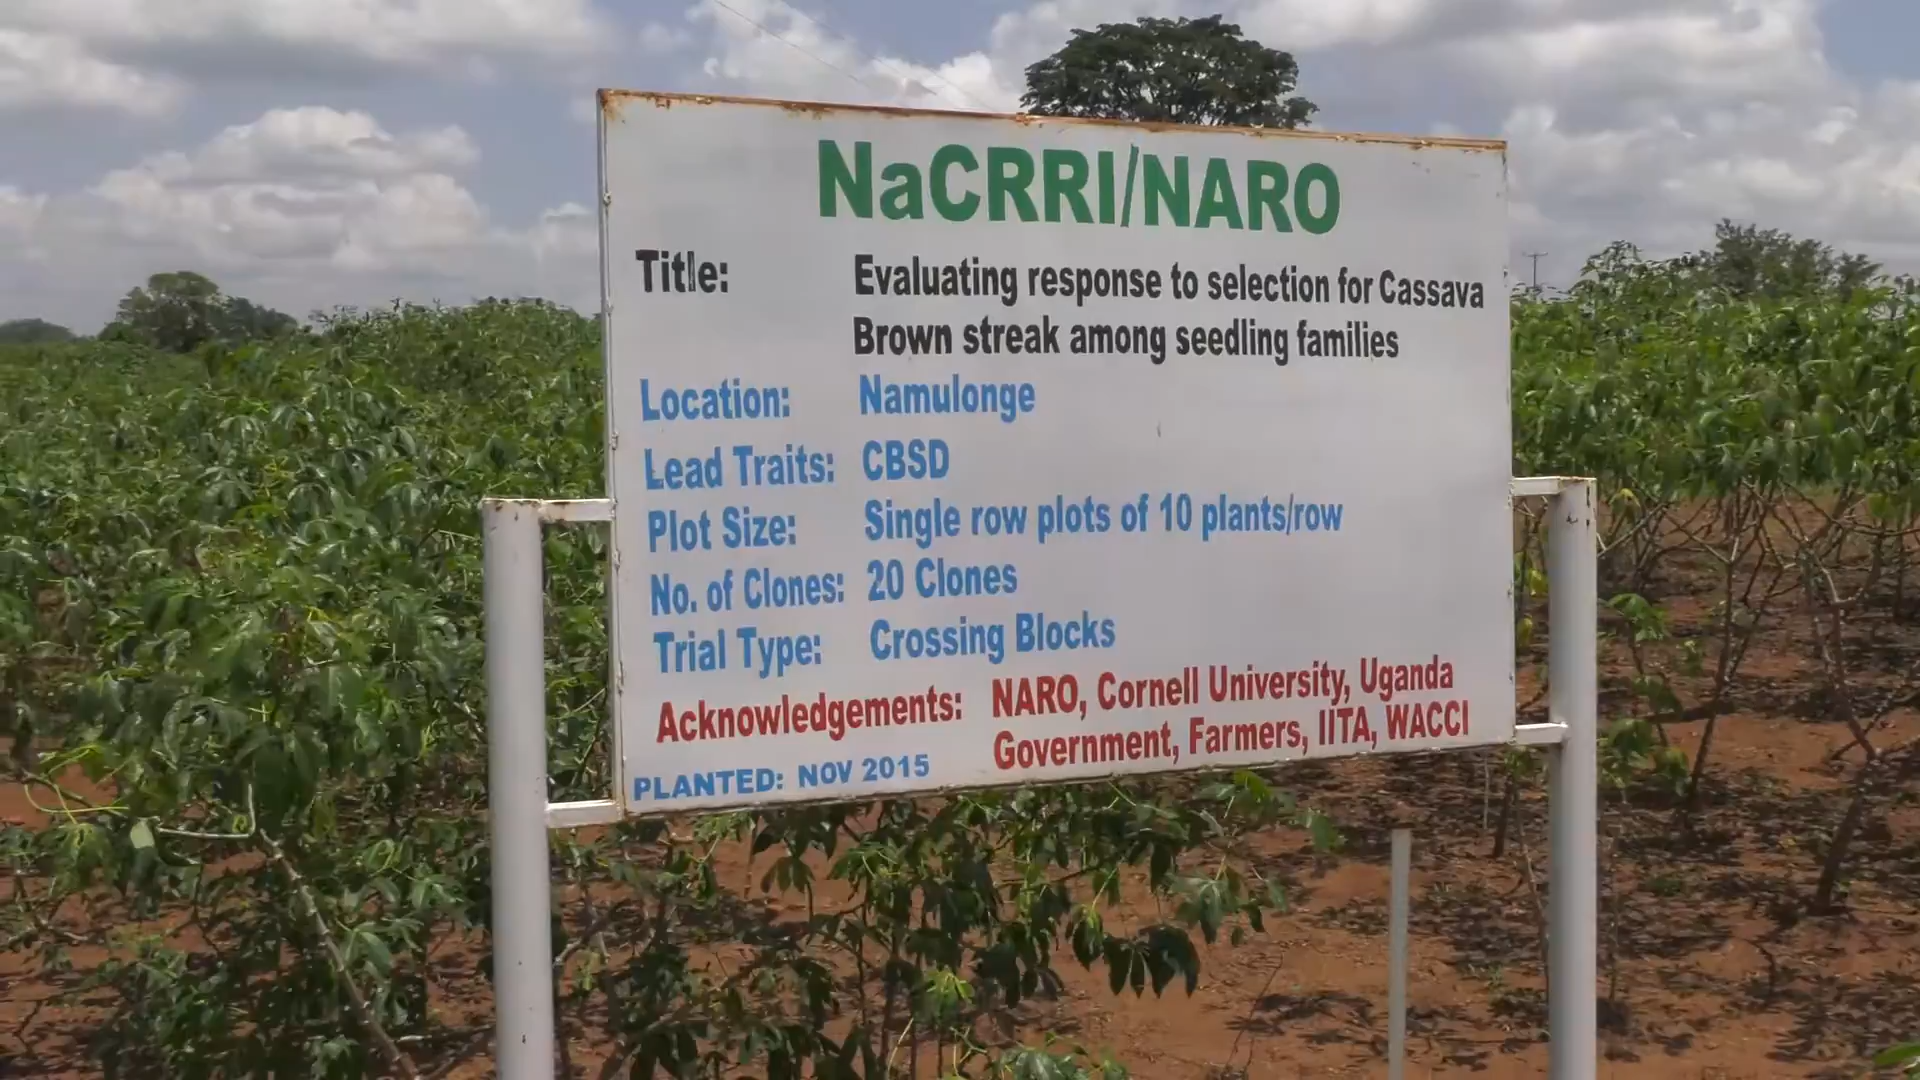 NaCRRI/NARO
Title: Evaluating response to selection for Cassava
Brown streak among seedling families
Location: Namulonge
Lead Traits: CBSD
Plot Size: Single row plots of 10 plants/row
No. of Clones: 20 Clones
Trial Type: Crossing Blocks
Acknowledgements: NARO, Cornell University, Uganda
Government, Farmers, IITA, WACCI
PLANTED: NOV 2015